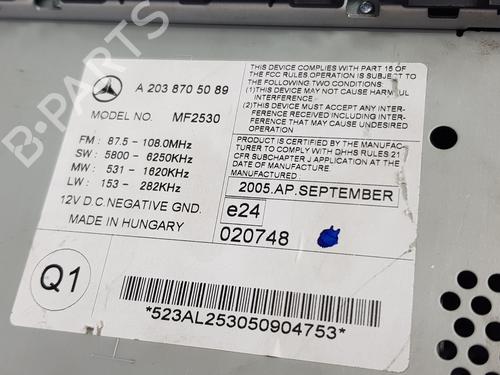 A 203 870 50 89
MODEL NO. MF2530
FM : 87.5 - 108.0MHz
SW : 5800 - 6250KHz
MW : 531 - 1620KHz
LW : 153 - 282KHz
12V D.C. NEGATIVE GND.
MADE IN HUNGARY
THIS DEVICE COMPLIES WITH PART 15 OF
THE FCC RULES.OPERATION IS SUBJECT
TO THE FOLLOWING TWO CONDITIONS:
(1)THIS DEVICE MAY NOT CAUSE HARMFUL
INTERFERENCE
(2)THIS DEVICE MUST ACCEPT ANY INTER-
FERENCE RECEIVED INCLUDING INTER-
FERENCE THAT MAY CAUSE UNDESIRED
OPERATION
PRODUCT IS CERTIFIED BY THE MANUFAC-
TURER TO COMPLY WITH DHHS RULES 21
CFR SUBCHAPTER J APPLICATION AT THE
DATE OF MANUFACTURE.
MANUFACTURED :
2005.AP.SEPTEMBER
e24
020748
Q1
*523AL253050904753*